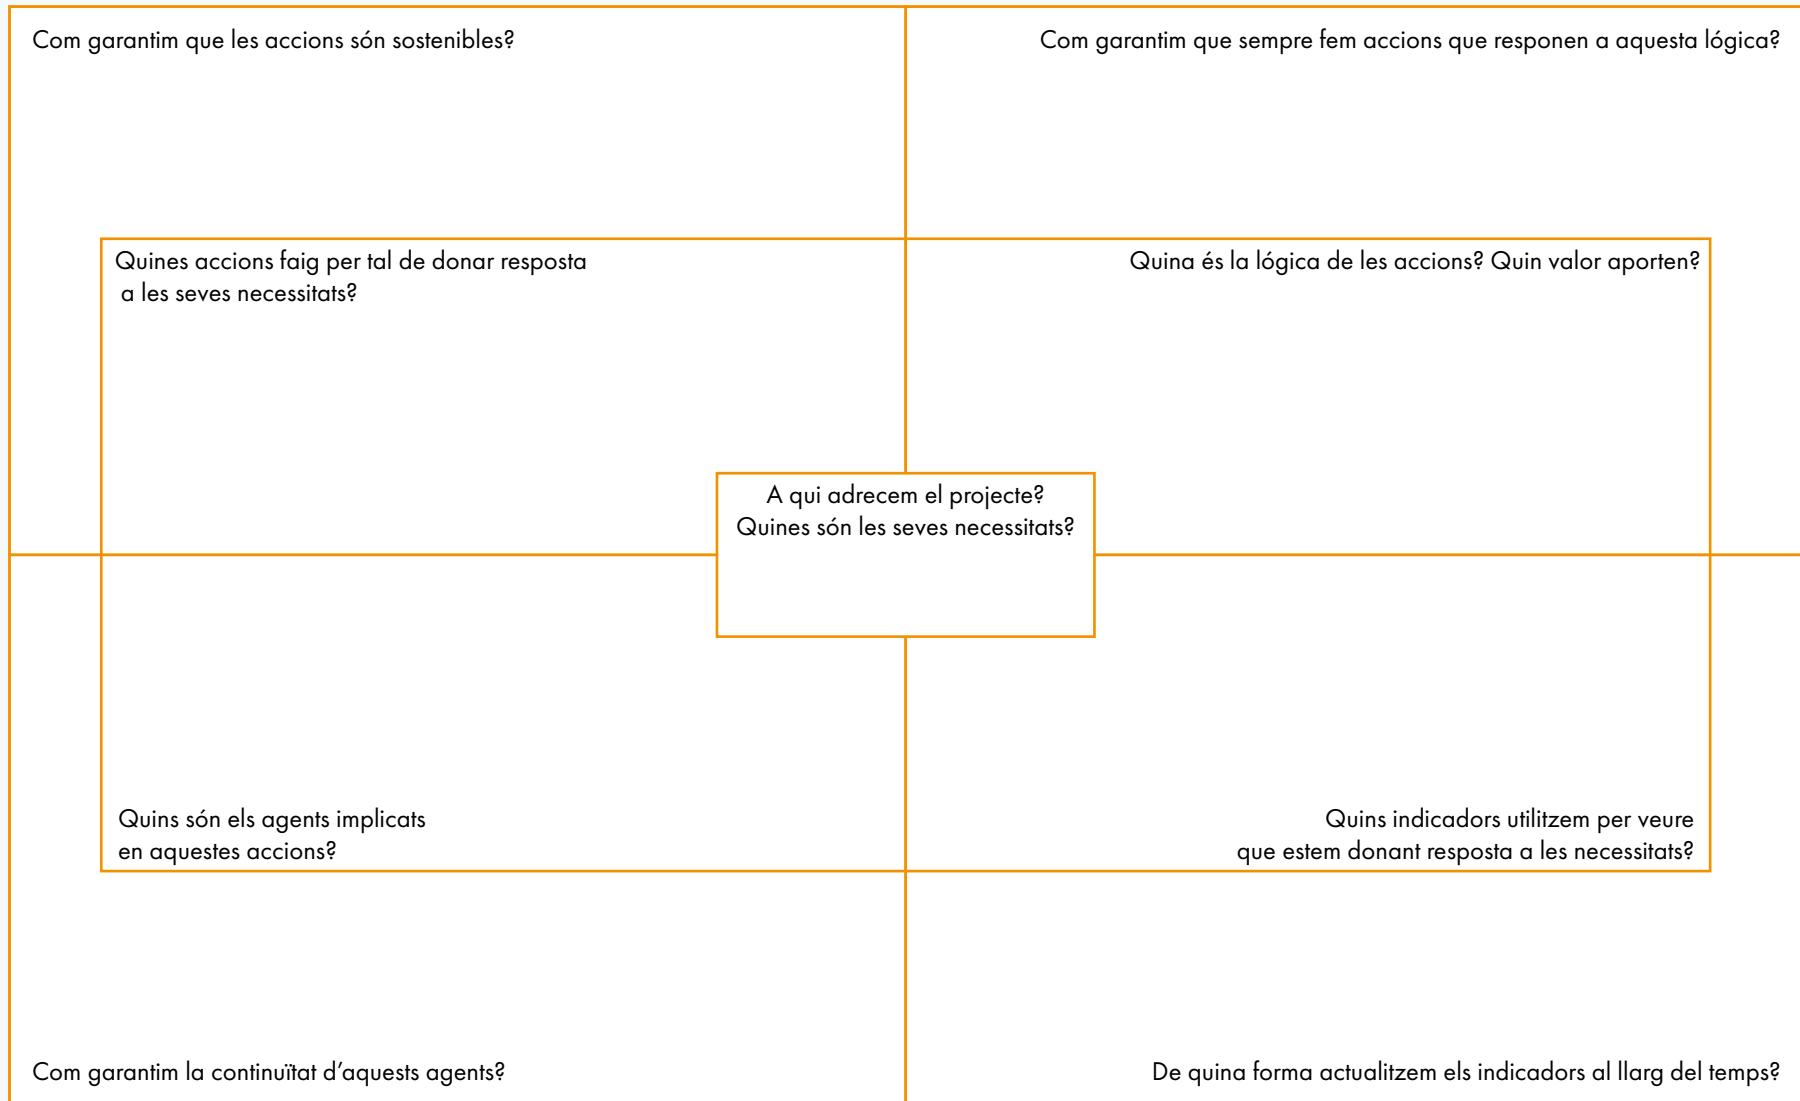 Com garantim que les accions són sostenibles?
Com garantim que sempre fem accions que responen a aquesta lógica?
Quines accions faig per tal de donar resposta
a les seves necessitats?
Quina és la lógica de les accions? Quin valor aporten?
A qui adrecem el projecte?
Quines són les seves necessitats?
Quins són els agents implicats
en aquestes accions?
Quins indicadors utilitzem per veure
que estem donant resposta a les necessitats?
Com garantim la continuïtat d’aquests agents?
De quina forma actualitzem els indicadors al llarg del temps?